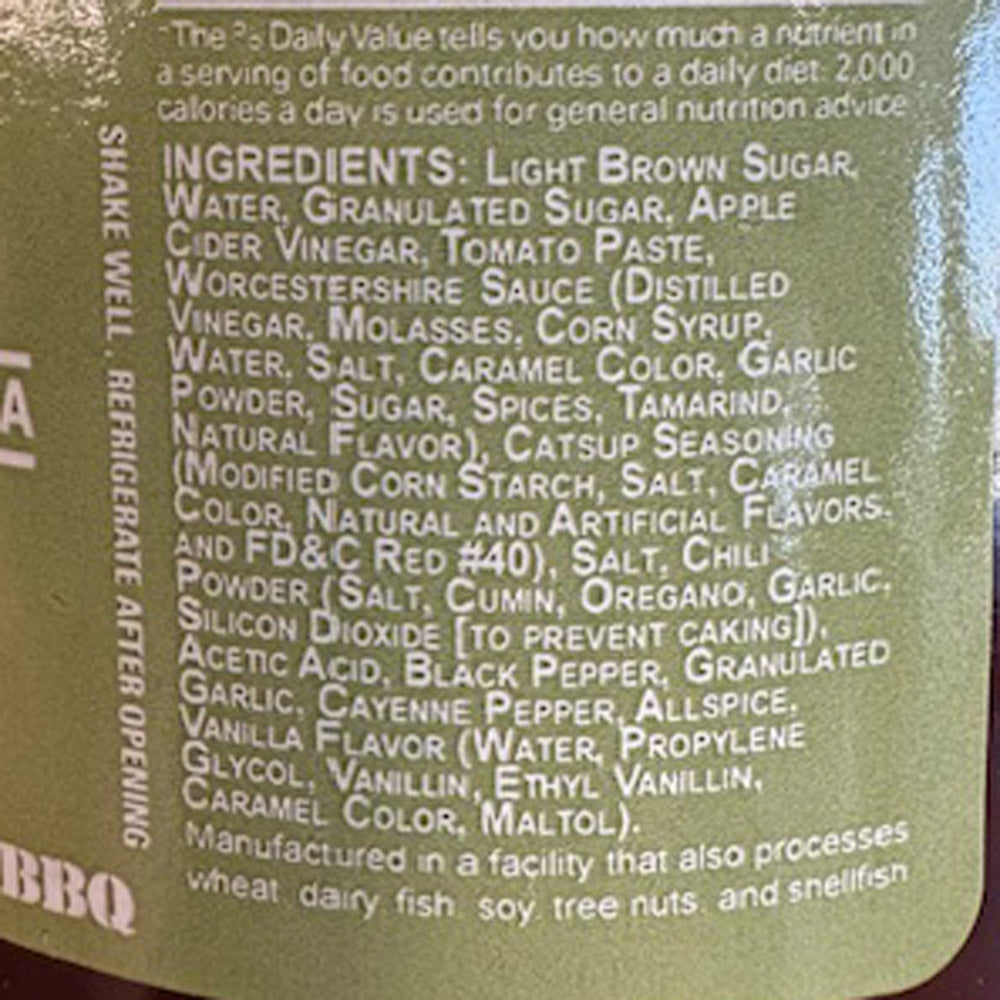 *The % Daily Value tells you how much a nutrient in
a serving of food contributes to a daily diet. 2,000
calories a day is used for general nutrition advice.
INGREDIENTS: LIGHT BROWN SUGAR,
WATER, GRANULATED SUGAR, APPLE
CIDER VINEGAR, TOMATO PASTE,
WORCESTERSHIRE SAUCE (DISTILLED
VINEGAR, MOLASSES, CORN SYRUP,
WATER, SALT, CARAMEL COLOR, GARLIC
POWDER, SUGAR, SPICES, TAMARIND,
NATURAL FLAVOR), CATSUP SEASONING
(MODIFIED CORN STARCH, SALT, CARAMEL
COLOR, NATURAL AND ARTIFICIAL FLAVORS,
AND FD&C RED #40), SALT, CHILI
POWDER (SALT, CUMIN, OREGANO, GARLIC,
SILICON DIOXIDE [TO PREVENT CAKING]),
ACETIC ACID, BLACK PEPPER, GRANULATED
GARLIC, CAYENNE PEPPER, ALLSPICE,
VANILLA FLAVOR (WATER, PROPYLENE
GLYCOL, VANILLIN, ETHYL VANILLIN,
CARAMEL COLOR, MALTOL).
Manufactured in a facility that also processes
wheat, dairy, fish, soy, tree nuts, and shellfish
SHAKE WELL. REFRIGERATE AFTER OPENING
A
BBQ